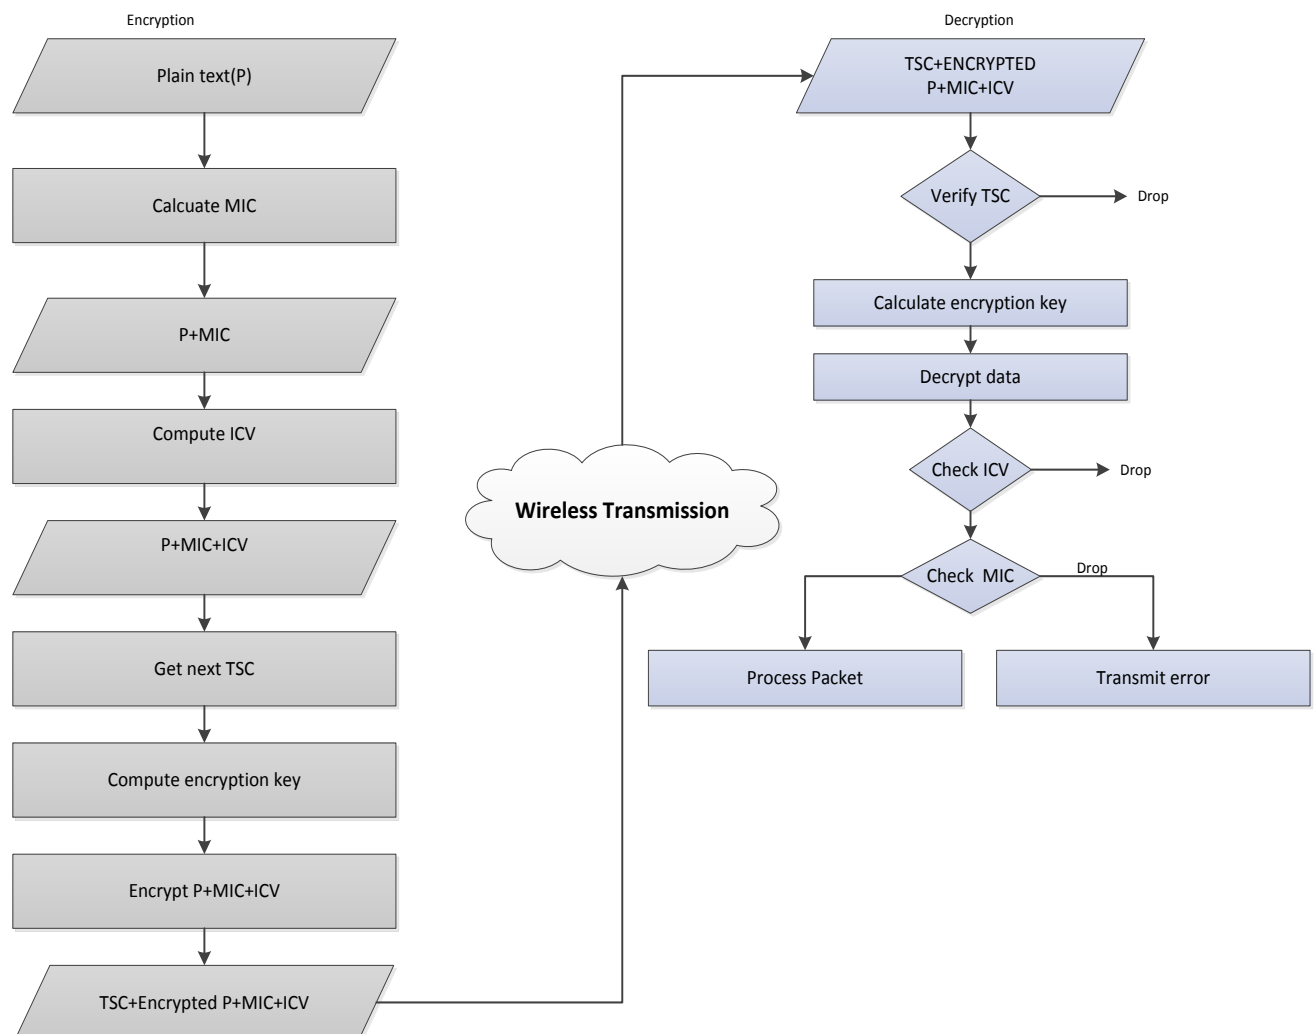 Encryption
Plain text(P)
Calcuate MIC
P+MIC
Compute ICV
P+MIC+ICV
Get next TSC
Compute encryption key
Encrypt P+MIC+ICV
TSC+Encrypted P+MIC+ICV
Wireless Transmission
Decryption
TSC+ENCRYPTED
P+MIC+ICV
Verify TSC
Drop
Calculate encryption key
Decrypt data
Check ICV
Drop
Check MIC
Drop
Process Packet
Transmit error